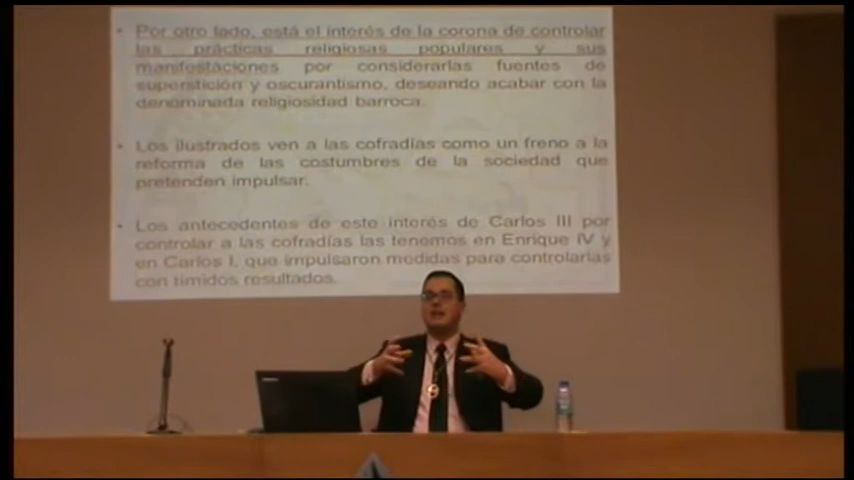 Por otro lado, está el interés de la corona de controlar
las prácticas religiosas populares y sus
manifestaciones por considerarlas fuentes de
superstición y oscurantismo, deseando acabar con la
denominada religiosidad barroca.
Los ilustrados ven a las cofradías como un freno a la
reforma de las costumbres de la sociedad que
pretenden impulsar.
Los antecedentes de este interés de Carlos III por
controlar a las cofradías las tenemos en Enrique IV y
en Carlos I, que impulsaron medidas para controlarlas
con tímidos resultados.